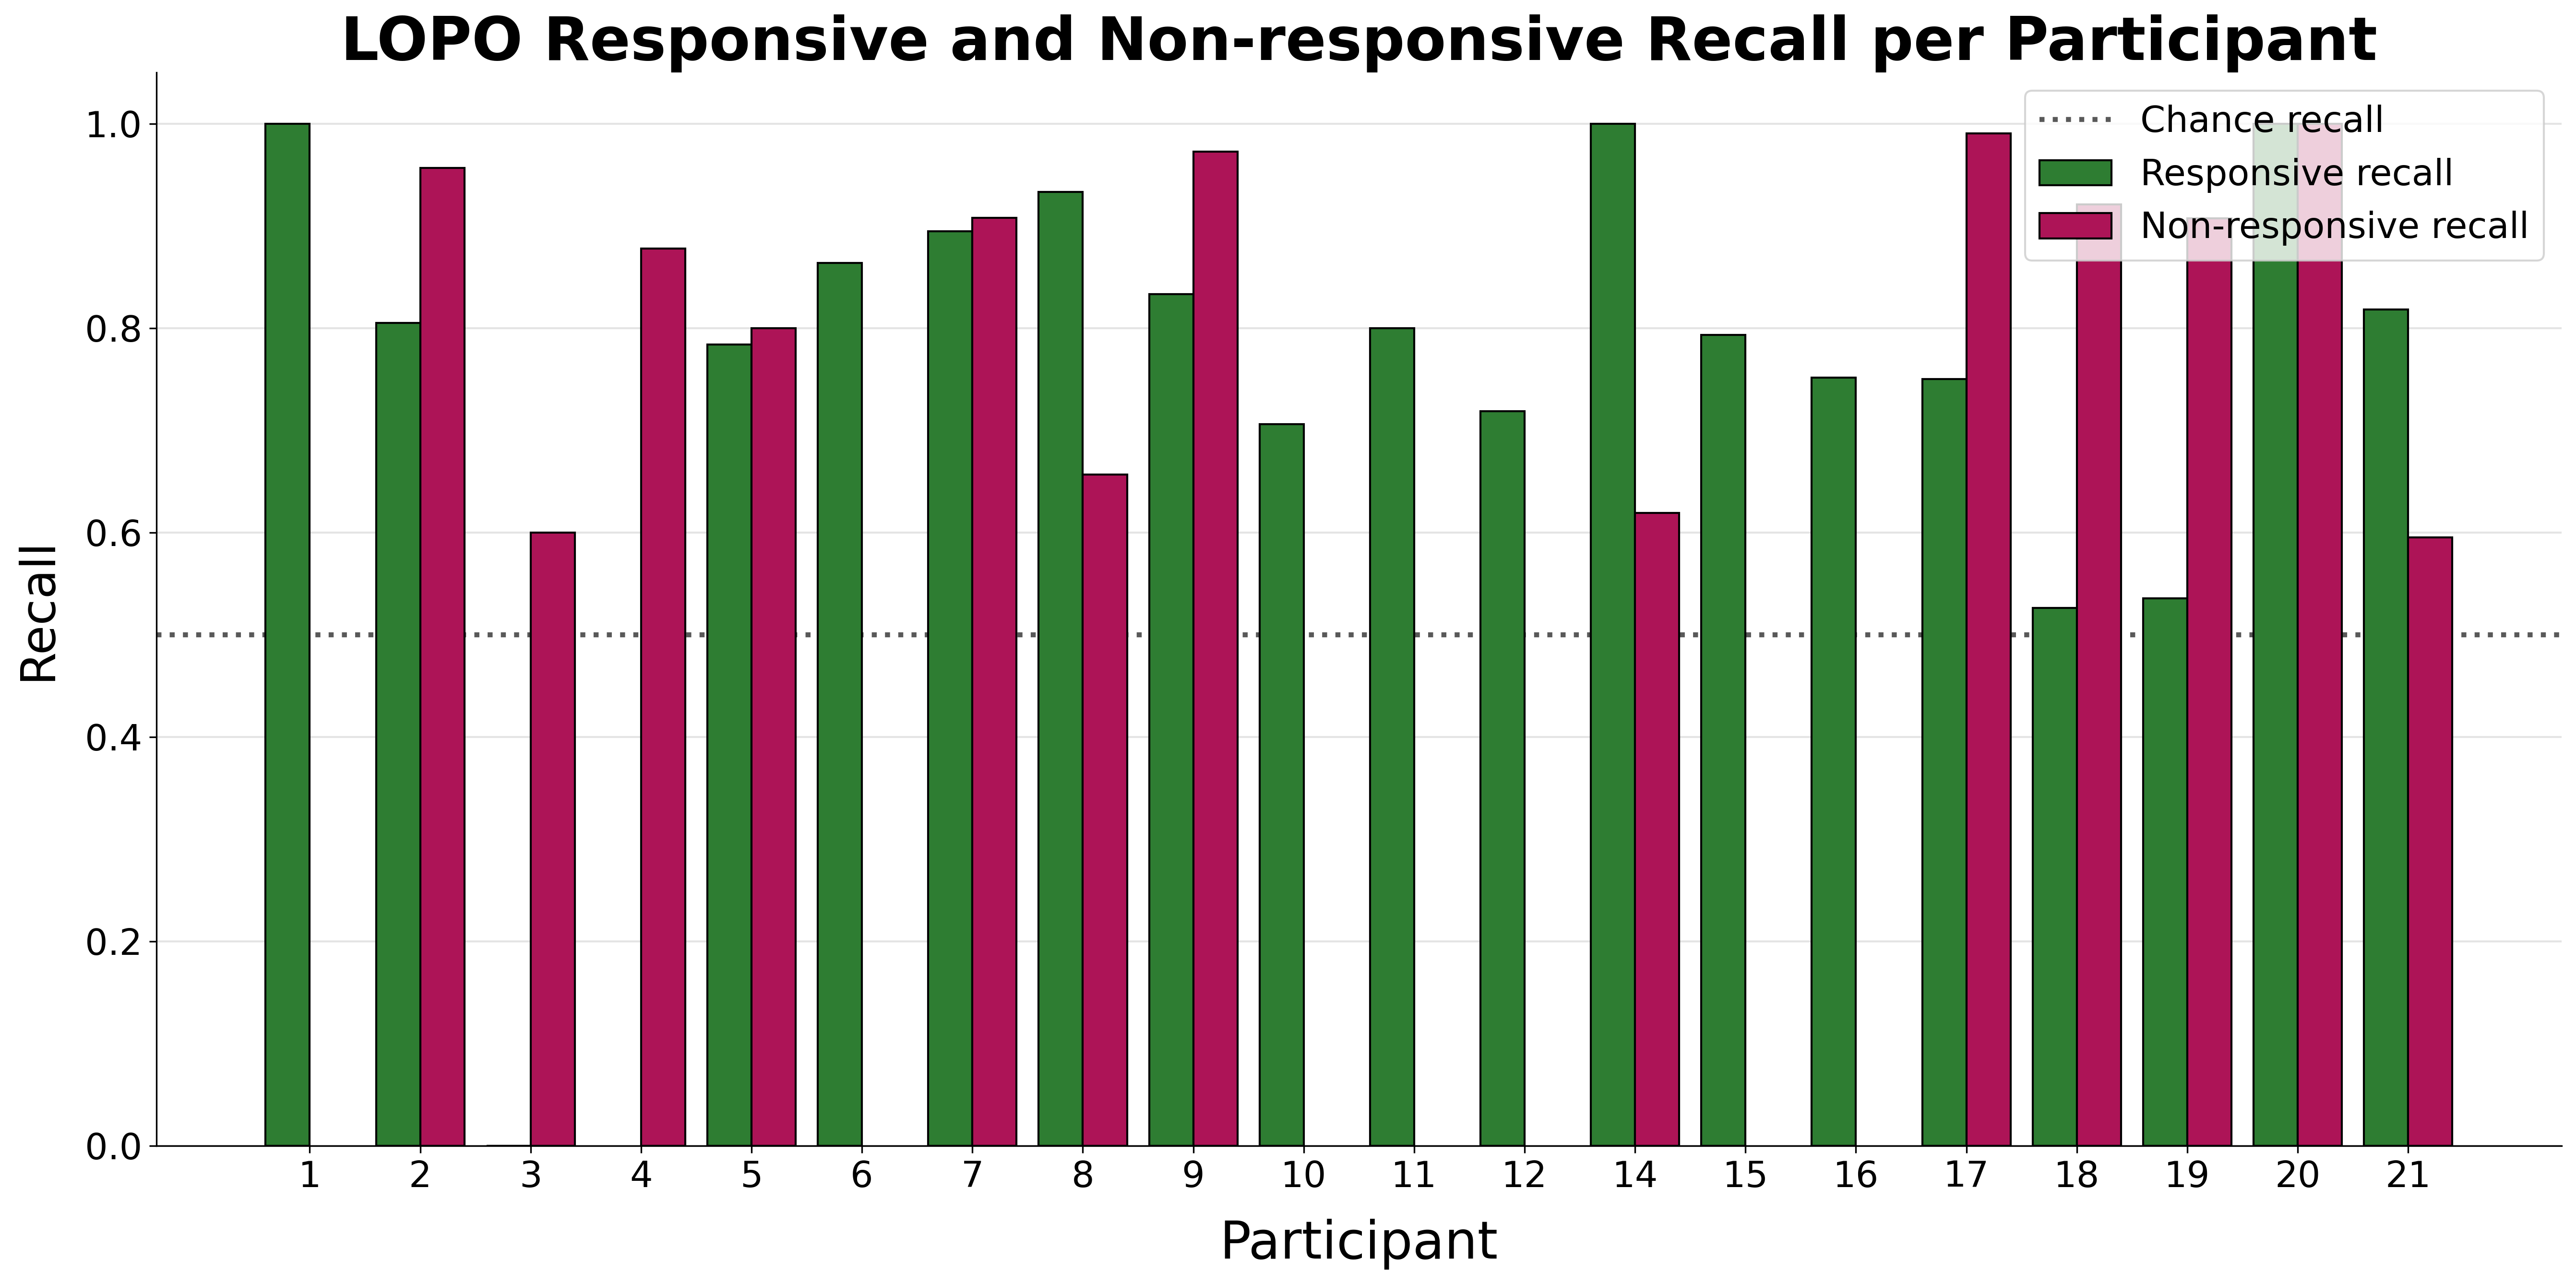 LOPO Responsive and Non-responsive Recall per Participant
Chance recall
Responsive recall
Non-responsive recall
1.0
0.8
0.6
0.4
0.2
0.0
Recall
1 2 3 4 5 6 7 8 9 10 11 12 14 15 16 17 18 19 20 21
Participant